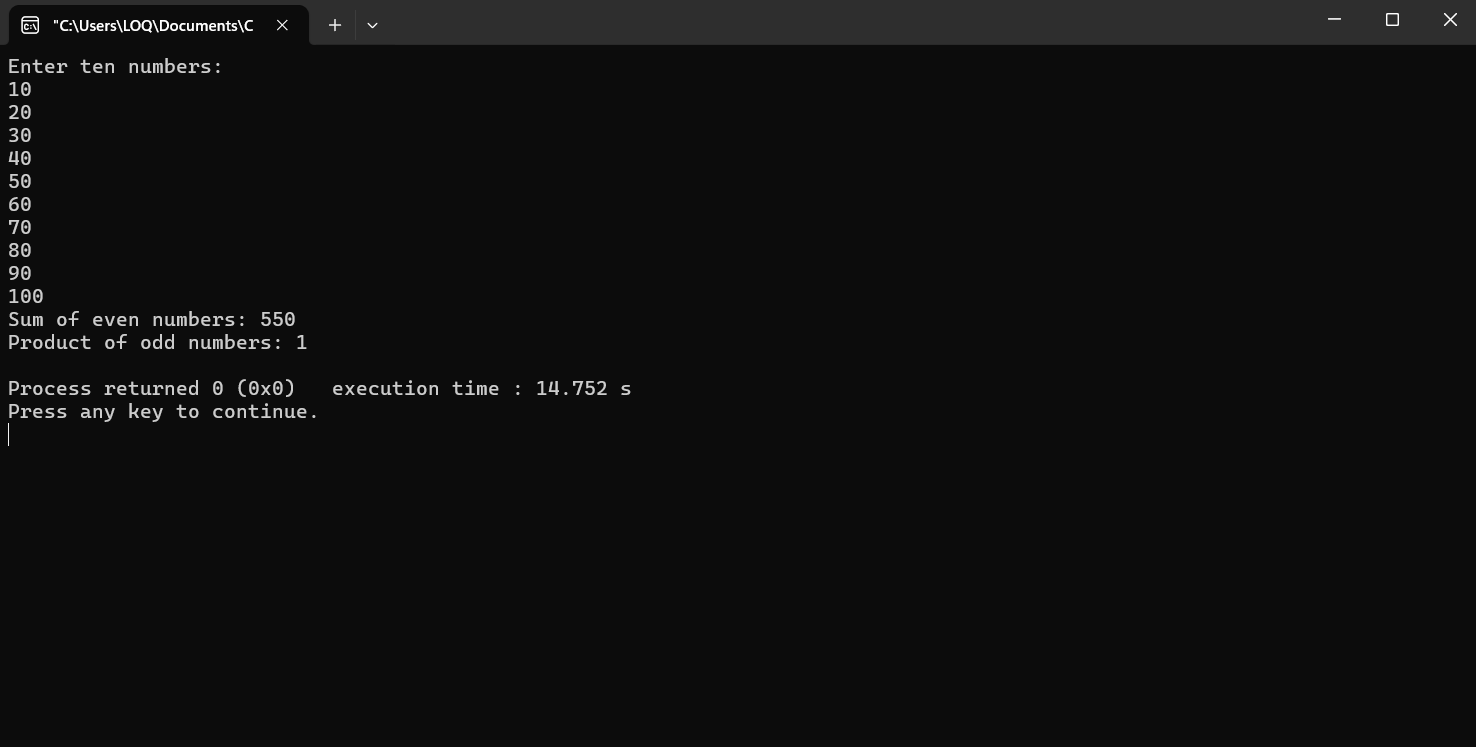 "C:\Users\LOQ\Documents\C
Enter ten numbers:
10
20
30
40
50
60
70
80
90
100
Sum of even numbers: 550
Product of odd numbers: 1
Process returned 0 (0x0)   execution time : 14.752 s
Press any key to continue.